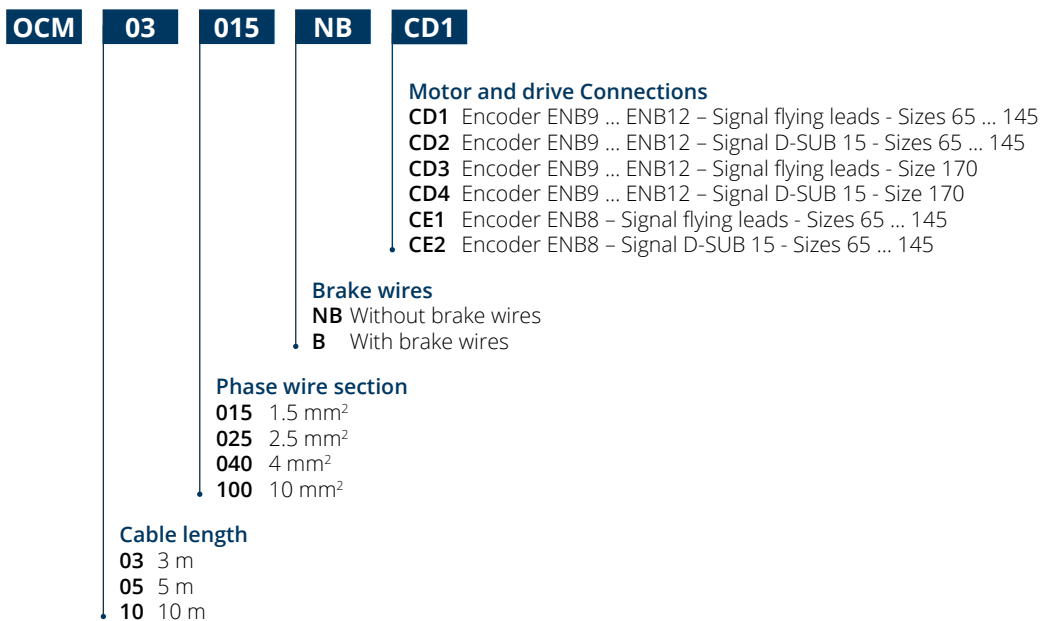 OCM 03 015 NB CD1
Motor and drive Connections
CD1 Encoder ENB9 ... ENB12 – Signal flying leads - Sizes 65 ... 145
CD2 Encoder ENB9 ... ENB12 – Signal D-SUB 15 - Sizes 65 ... 145
CD3 Encoder ENB9 ... ENB12 – Signal flying leads - Size 170
CD4 Encoder ENB9 ... ENB12 – Signal D-SUB 15 - Size 170
CE1 Encoder ENB8 – Signal flying leads - Sizes 65 ... 145
CE2 Encoder ENB8 – Signal D-SUB 15 - Sizes 65 ... 145
Brake wires
NB Without brake wires
B With brake wires
Phase wire section
015 1.5 mm²
025 2.5 mm²
040 4 mm²
100 10 mm²
Cable length
03 3 m
05 5 m
10 10 m